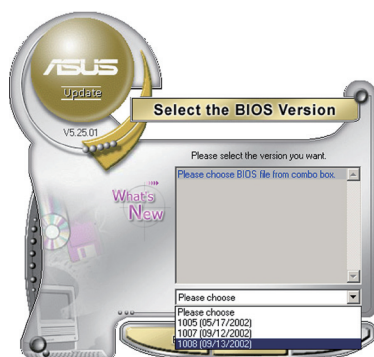 ASUS
Update
V5.25.01
Select the BIOS Version
Please select the version you want.
Please choose BIOS file from combo box.
What's
New
Please choose
Please choose
1005 (05/17/2002)
1007 (09/12/2002)
1008 (09/13/2002)